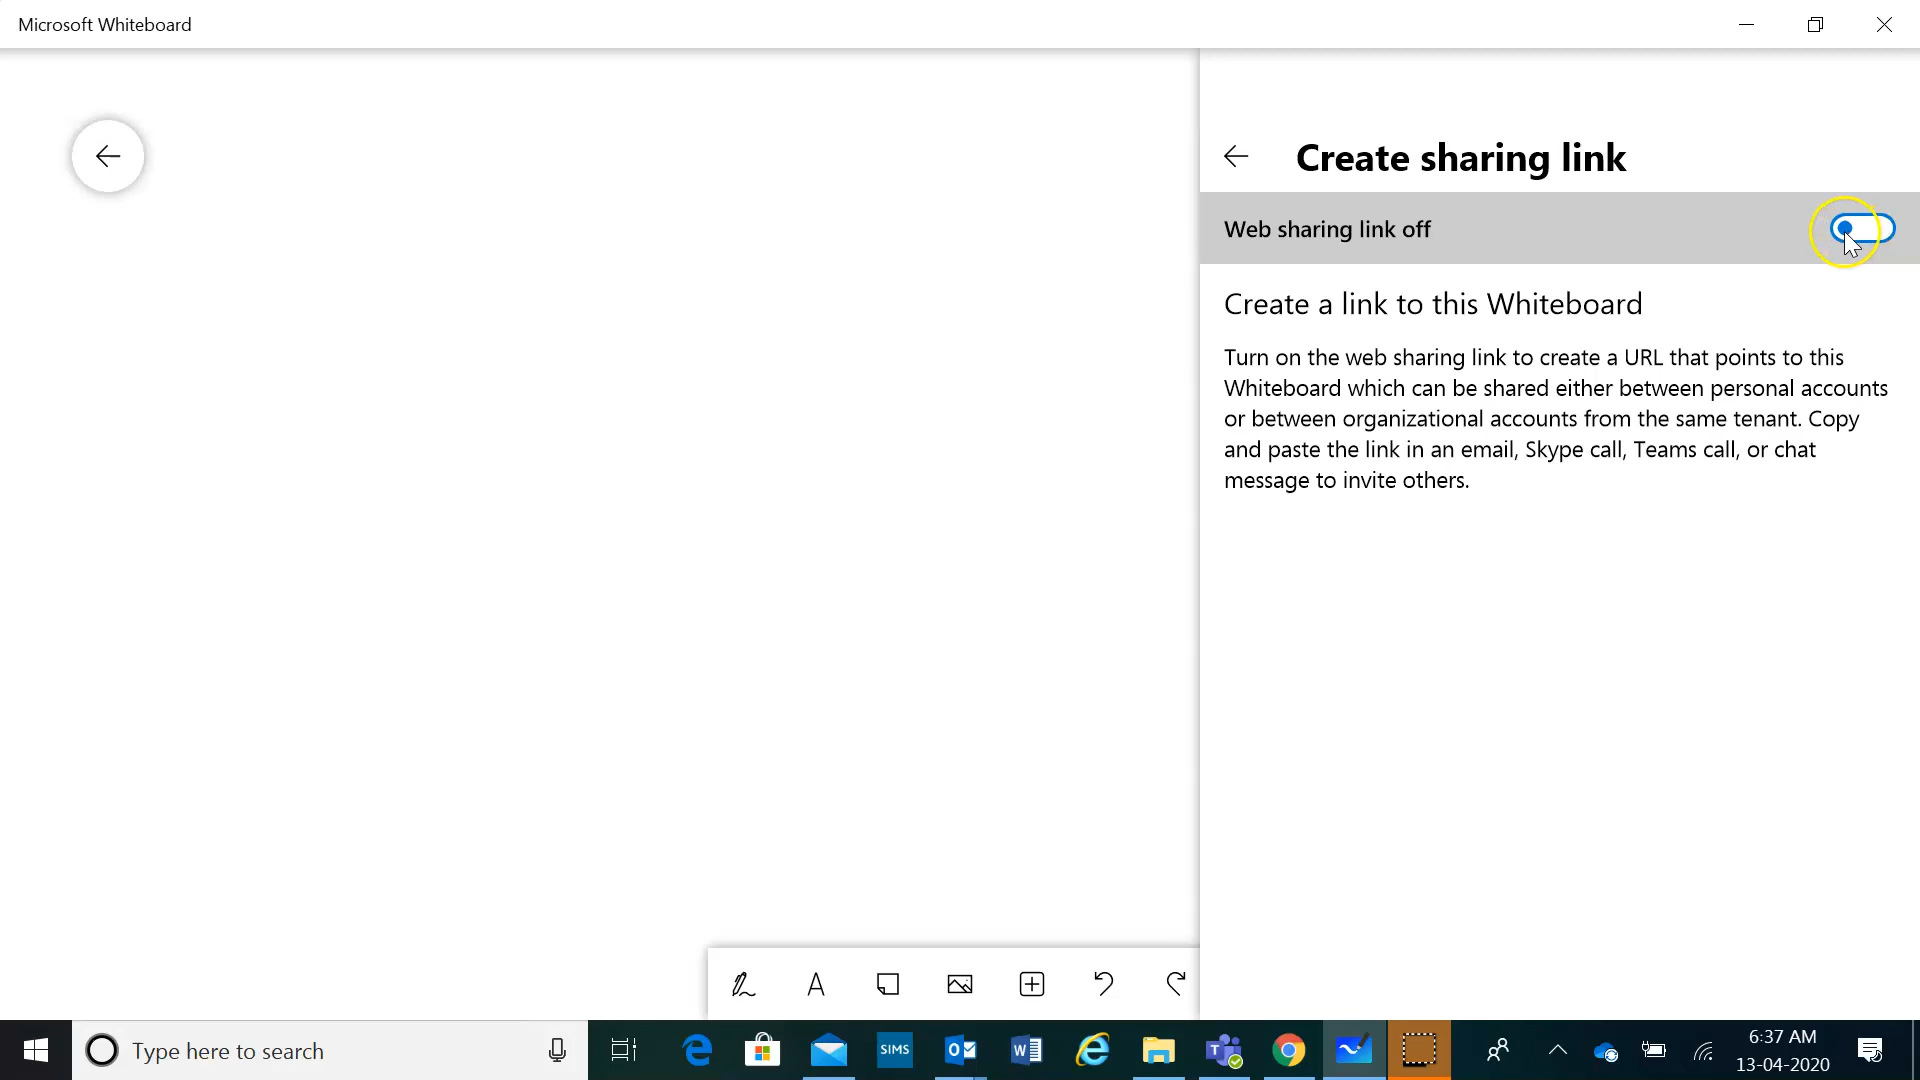 Microsoft Whiteboard
Create sharing link
Web sharing link off
Create a link to this Whiteboard
Turn on the web sharing link to create a URL that points to this
Whiteboard which can be shared either between personal accounts
or between organizational accounts from the same tenant. Copy
and paste the link in an email, Skype call, Teams call, or chat
message to invite others.
Type here to search
SIMS
6:37 AM
13-04-2020